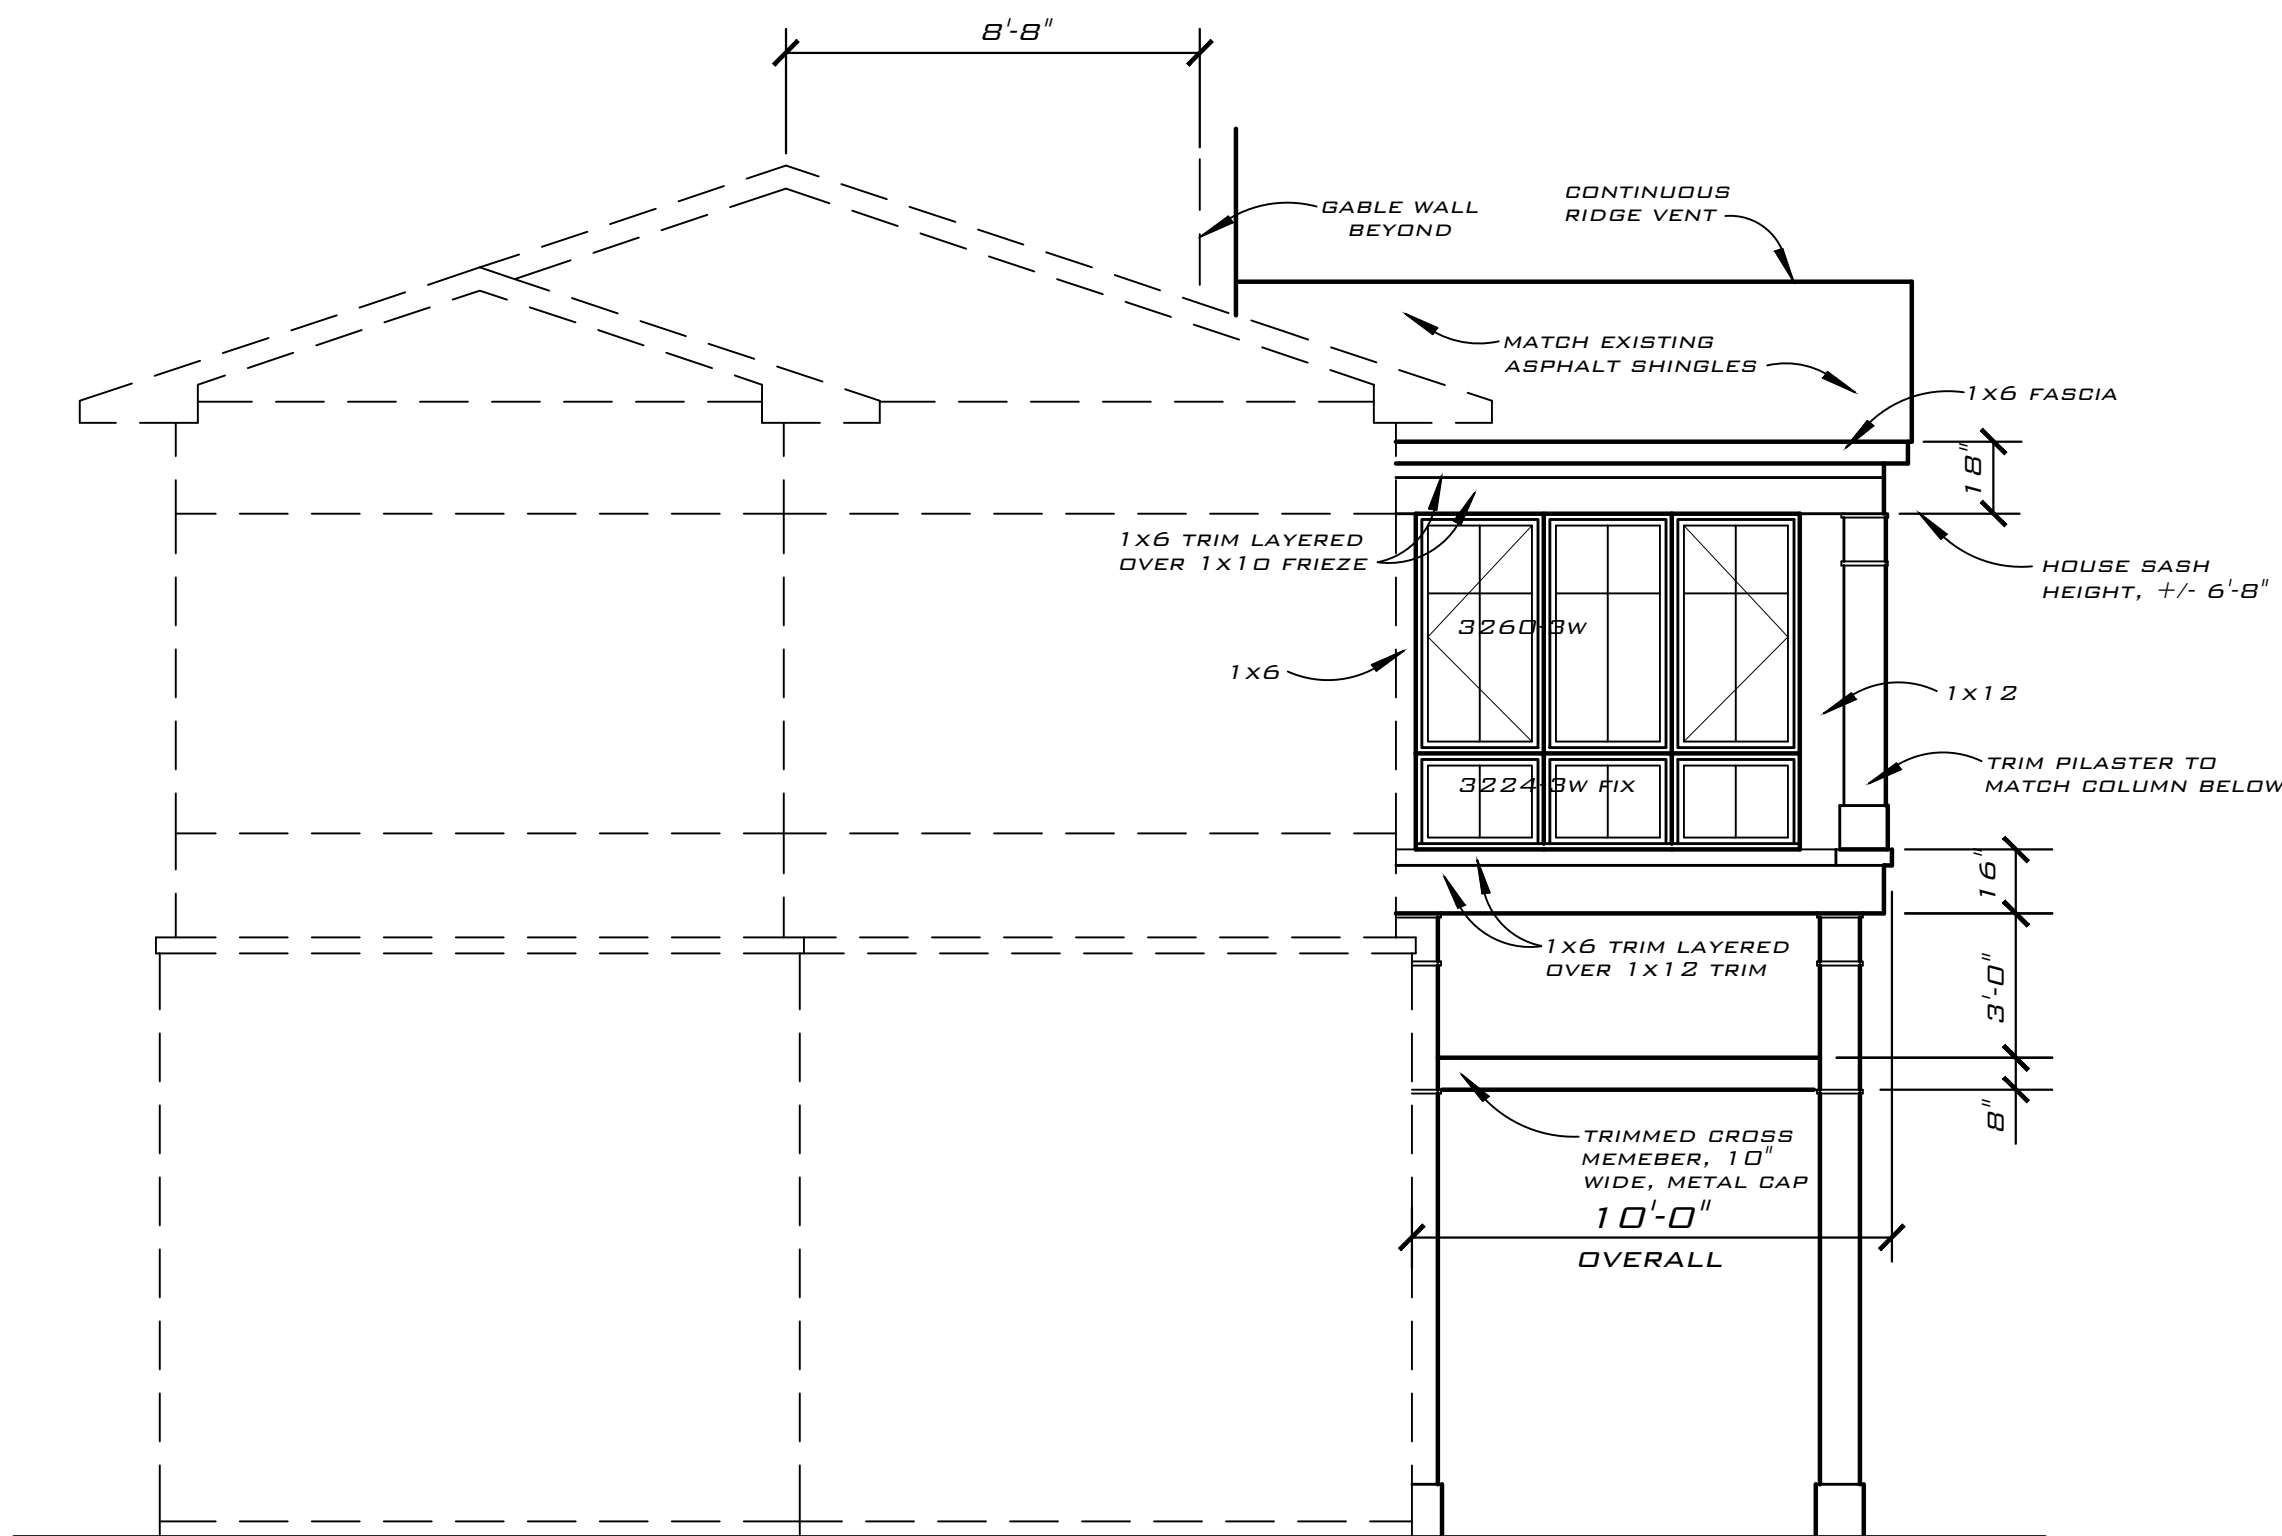 8'-8"
GABLE WALL
BEYOND
CONTINUOUS
RIDGE VENT
MATCH EXISTING
ASPHALT SHINGLES
1X6 FASCIA
18"
1X6 TRIM LAYERED
OVER 1X10 FRIEZE
HOUSE SASH
HEIGHT, +/- 6'-8"
3260-3W
1X6
1X12
TRIM PILASTER TO
MATCH COLUMN BELOW
3224-3W FIX
16"
1X6 TRIM LAYERED
OVER 1X12 TRIM
3'-0"
8"
TRIMMED CROSS
MEMEBER, 10"
WIDE, METAL CAP
10'-0"
OVERALL